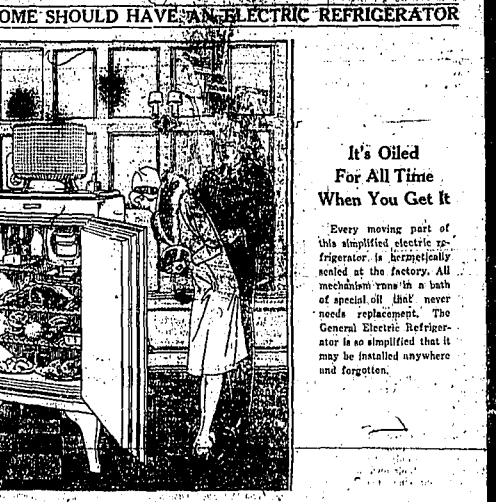 OME SHOULD HAVE AN ELECTRIC REFRIGERATOR
It's Oiled
For All Time
When You Get It
Every moving part of
this simplified electric re-
frigerator is hermetically
sealed at the factory. All
mechanism runs in a bath
of special oil that never
needs replacement. The
General Electric Refriger-
ator is so simplified that it
may be installed anywhere
and forgotten.